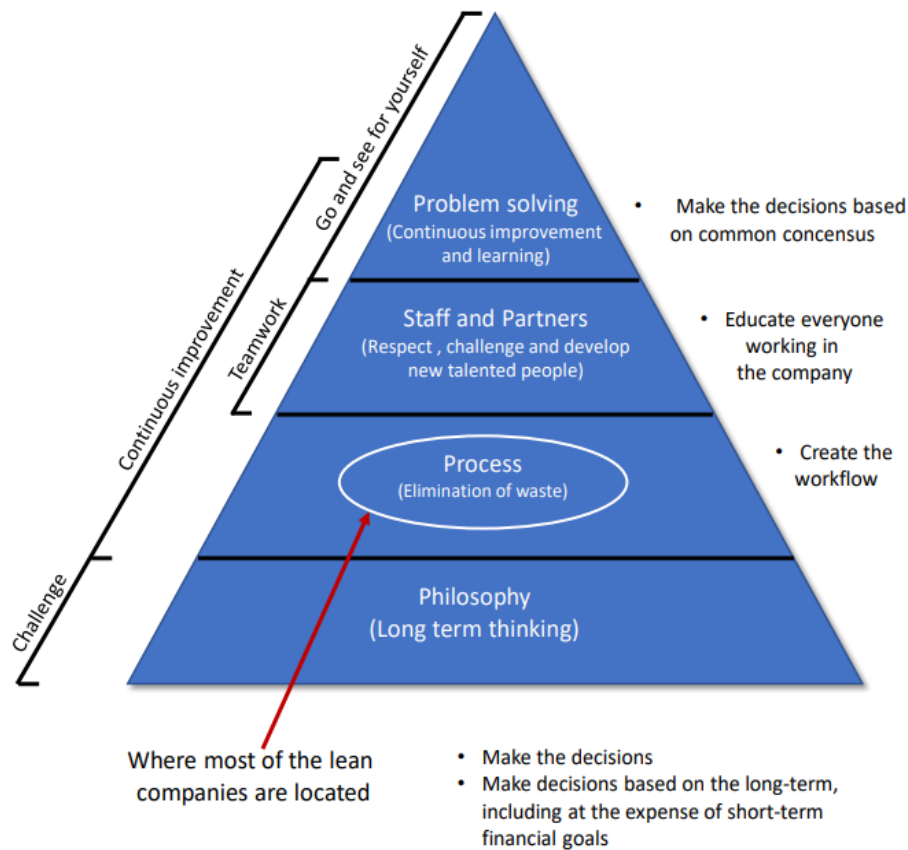 Go and see for yourself
Continuous improvement
Teamwork
Challenge
Problem solving
(Continuous improvement
and learning)
• Make the decisions based
on common concensus
Staff and Partners
(Respect , challenge and develop
new talented people)
• Educate everyone
working in
the company
Process
(Elimination of waste)
• Create the
workflow
Philosophy
(Long term thinking)
Where most of the lean
companies are located
• Make the decisions
• Make decisions based on the long-term,
including at the expense of short-term
financial goals